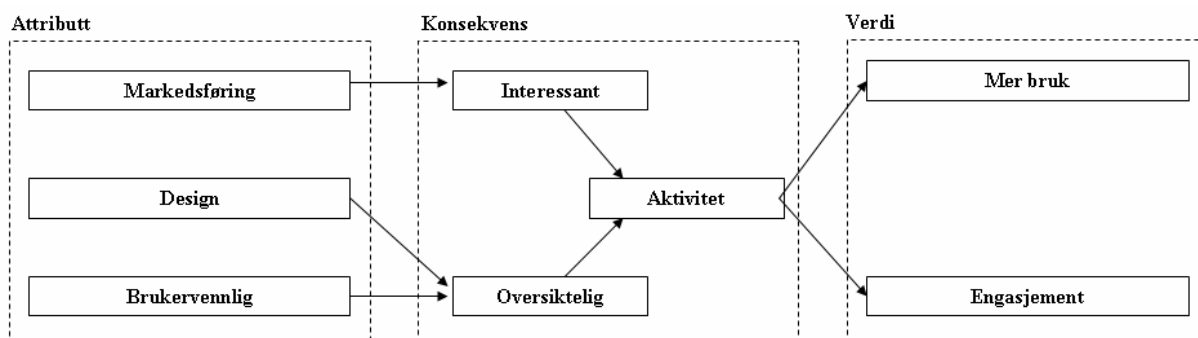 Attributt
Konsekvens
Verdi
Markedsføring
Interessant
Mer bruk
Design
Aktivitet
Brukervennlig
Oversiktelig
Engasjement